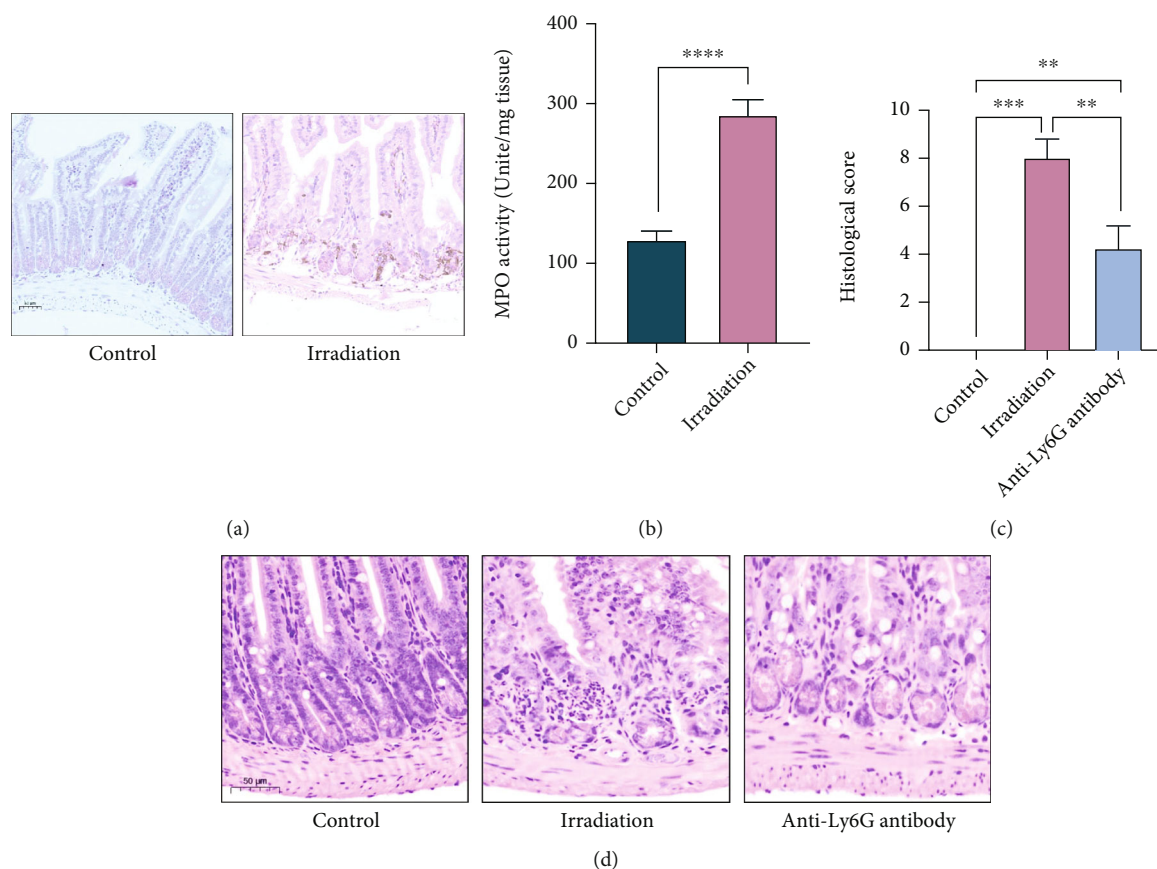 Control
Irradiation
(a)
MPO activity (Unite/mg tissue)
400
300
200
100
0
****
Control
Irradiation
(b)
Histological score
10
8
6
4
2
0
**
***
**
Control
Irradiation
Anti-Ly6G antibody
(c)
50 μm
Control
Irradiation
Anti-Ly6G antibody
(d)